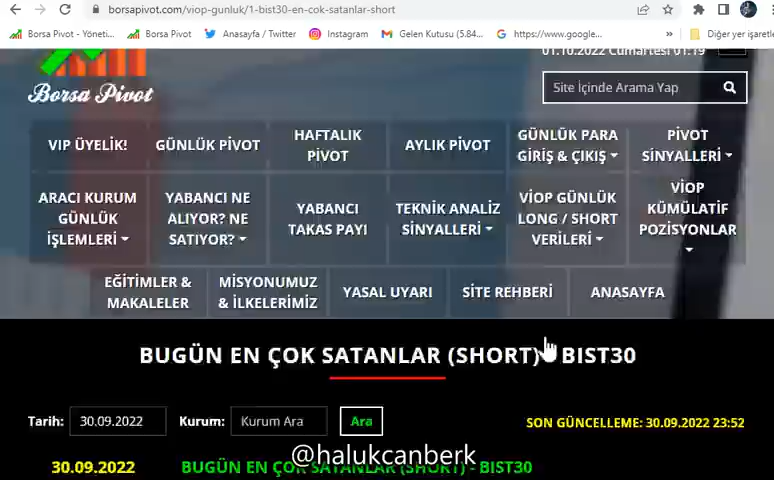 borsapivot.com/viop-gunluk/1-bist30-en-cok-satanlar-short
Borsa Pivot - Yöneti... Borsa Pivot Anasayfa / Twitter Instagram Gelen Kutusu (5.84... https://www.google... » Diğer yer işaretle
01.10.2022 Cumartesi 01:19
Borsa Pivot
Site İçinde Arama Yap
VIP ÜYELİK!
GÜNLÜK PİVOT
HAFTALIK
PİVOT
AYLIK PİVOT
GÜNLÜK PARA
GİRİŞ & ÇIKIŞ
PİVOT
SİNYALLERİ
ARACI KURUM
GÜNLÜK
İŞLEMLERİ
YABANCI NE
ALIYOR? NE
SATIYOR?
YABANCI
TAKAS PAYI
TEKNİK ANALİZ
SİNYALLERİ
VİOP GÜNLÜK
LONG / SHORT
VERİLERİ
VİOP
KÜMÜLATİF
POZİSYONLAR
EĞİTİMLER &
MAKALELER
MİSYONUMUZ
& İLKELERİMİZ
YASAL UYARI
SİTE REHBERİ
ANASAYFA
BUGÜN EN ÇOK SATANLAR (SHORT) - BIST30
Tarih: 30.09.2022 Kurum: Kurum Ara Ara SON GÜNCELLEME: 30.09.2022 23:52
@halukcanberk
30.09.2022 BUGÜN EN ÇOK SATANLAR (SHORT) - BIST30